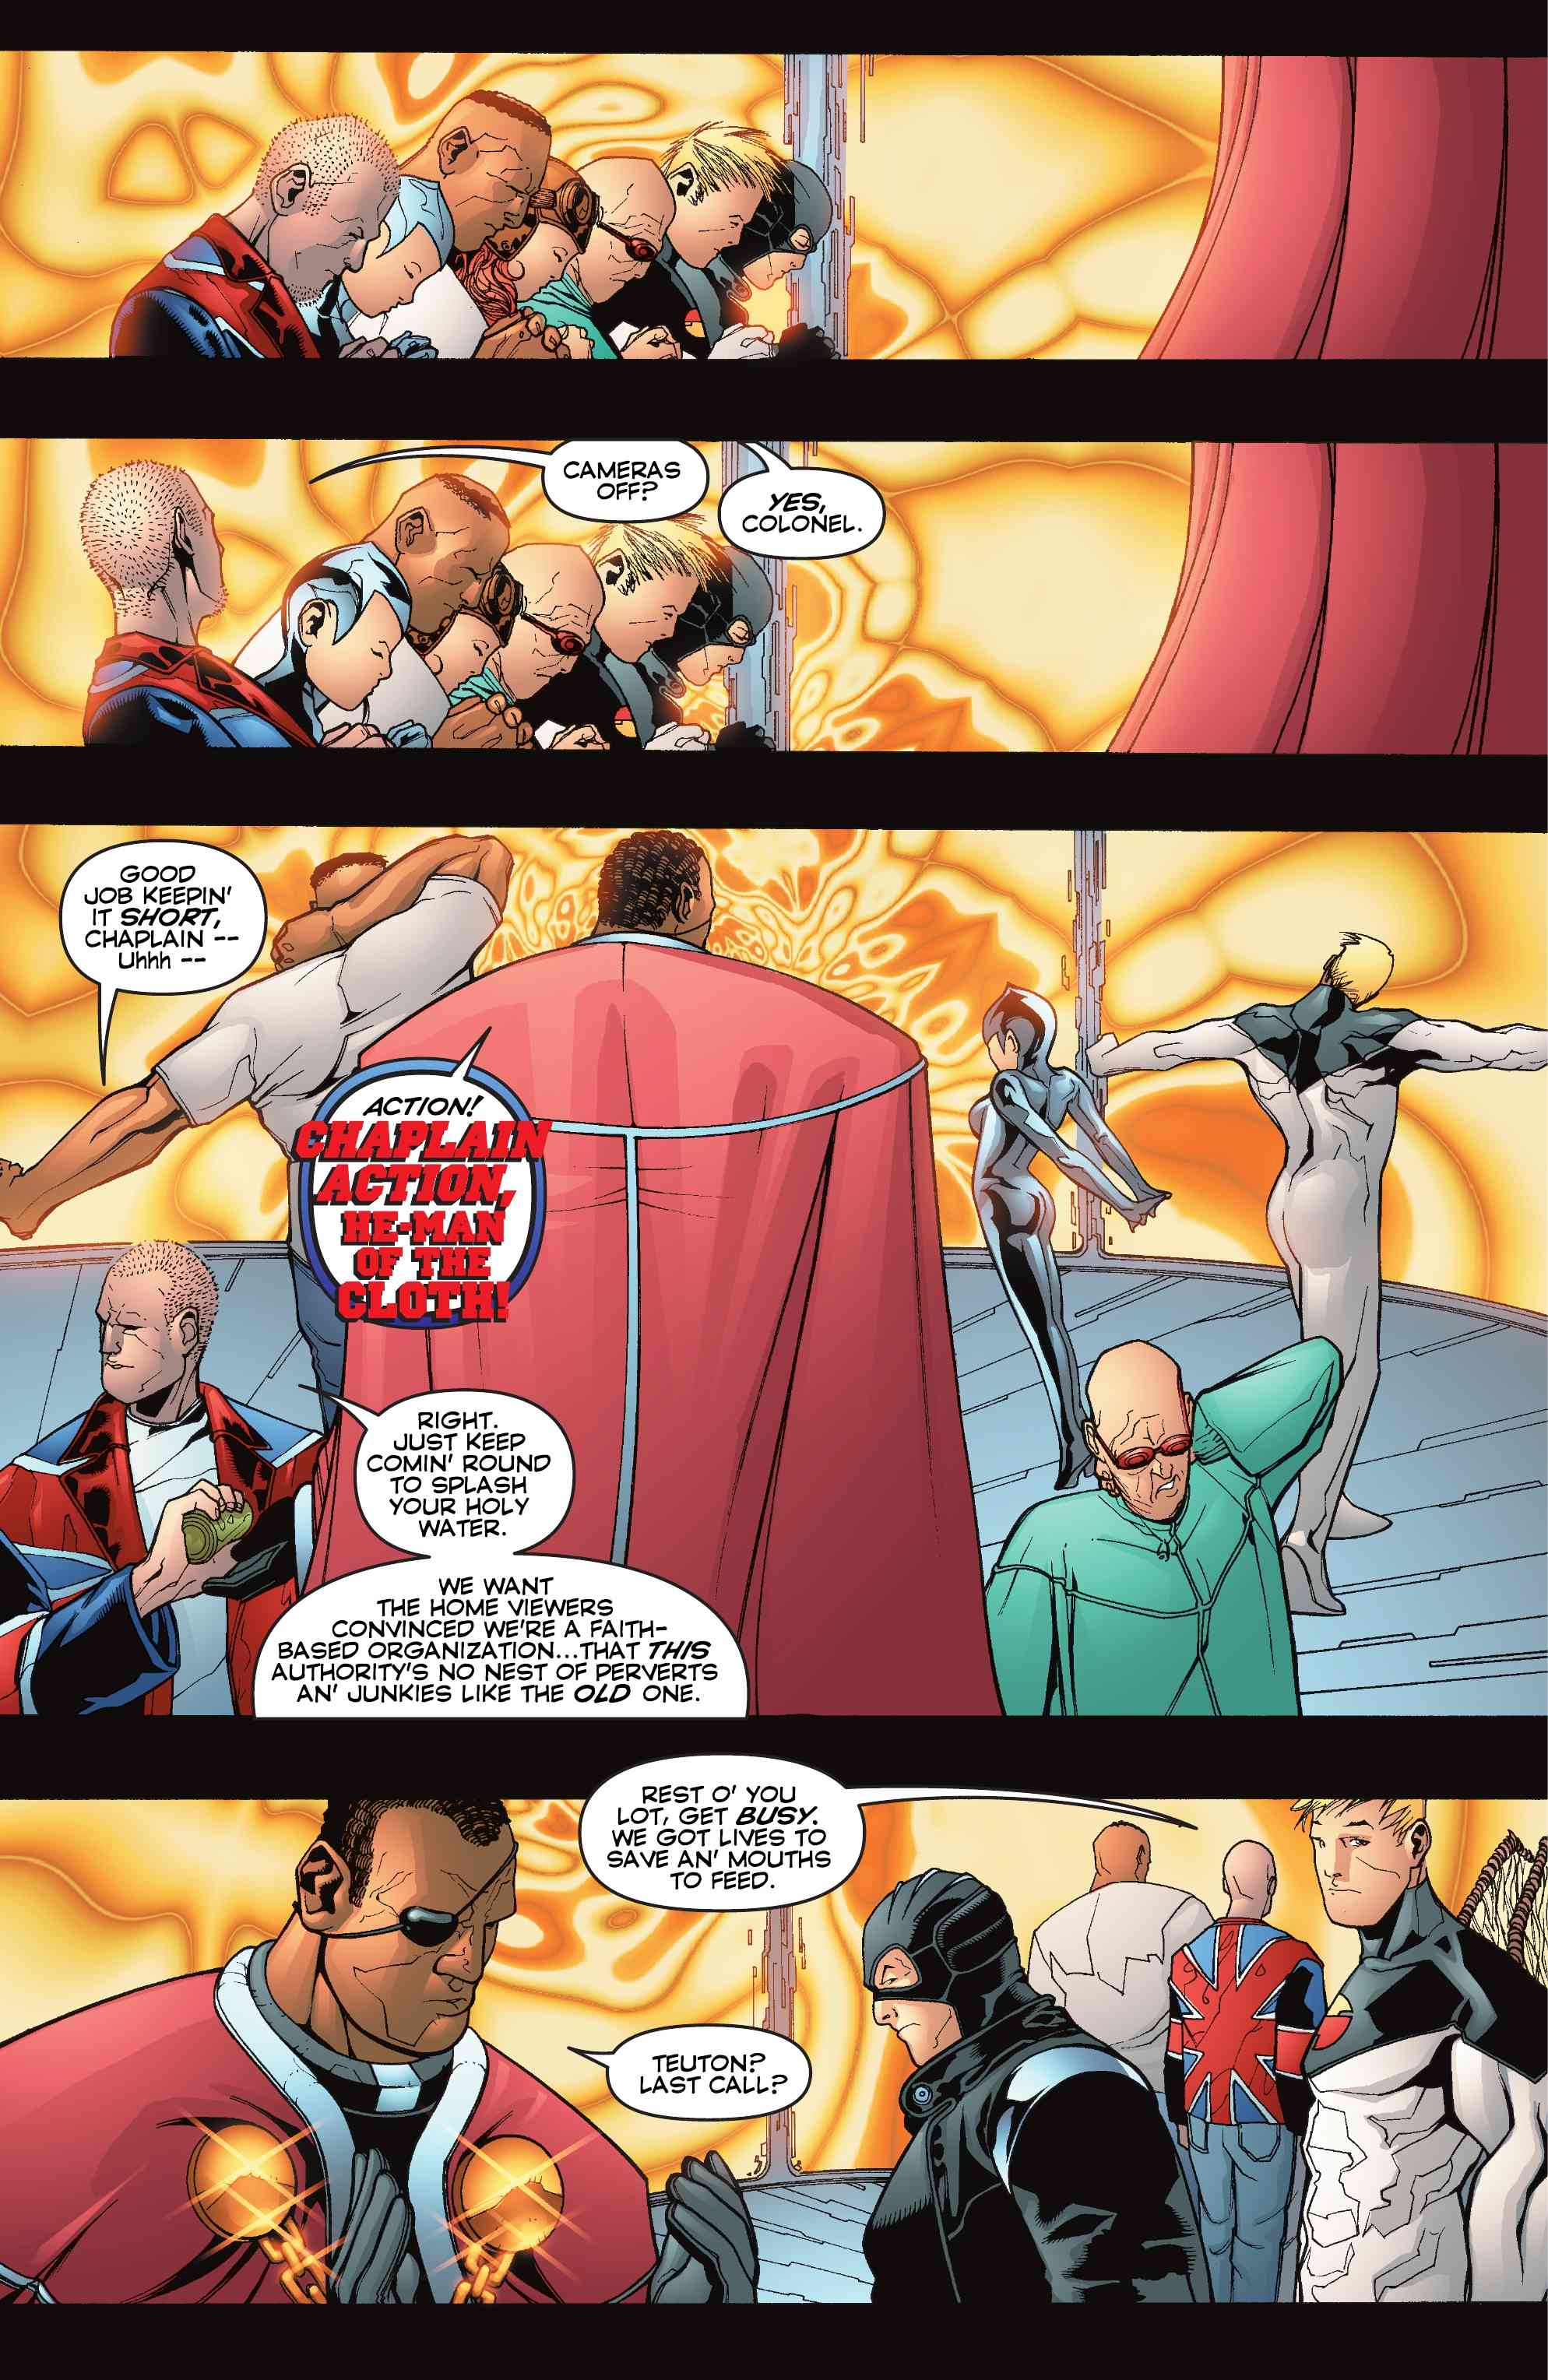 CAMERAS
OFF?
YES,
COLONEL.
GOOD
JOB KEEPIN'
IT SHORT,
CHAPLAIN --
Uhhh --
ACTION!
CHAPLAIN
ACTION,
HE-MAN
OF THE
CLOTH!
RIGHT.
JUST KEEP
COMIN' ROUND
TO SPLASH
YOUR HOLY
WATER.
WE WANT
THE HOME VIEWERS
CONVINCED WE'RE A FAITH-
BASED ORGANIZATION...THAT THIS
AUTHORITY'S NO NEST OF PERVERTS
AN' JUNKIES LIKE THE OLD ONE.
REST O' YOU
LOT, GET BUSY.
WE GOT LIVES TO
SAVE AN' MOUTHS
TO FEED.
TEUTON?
LAST CALL?